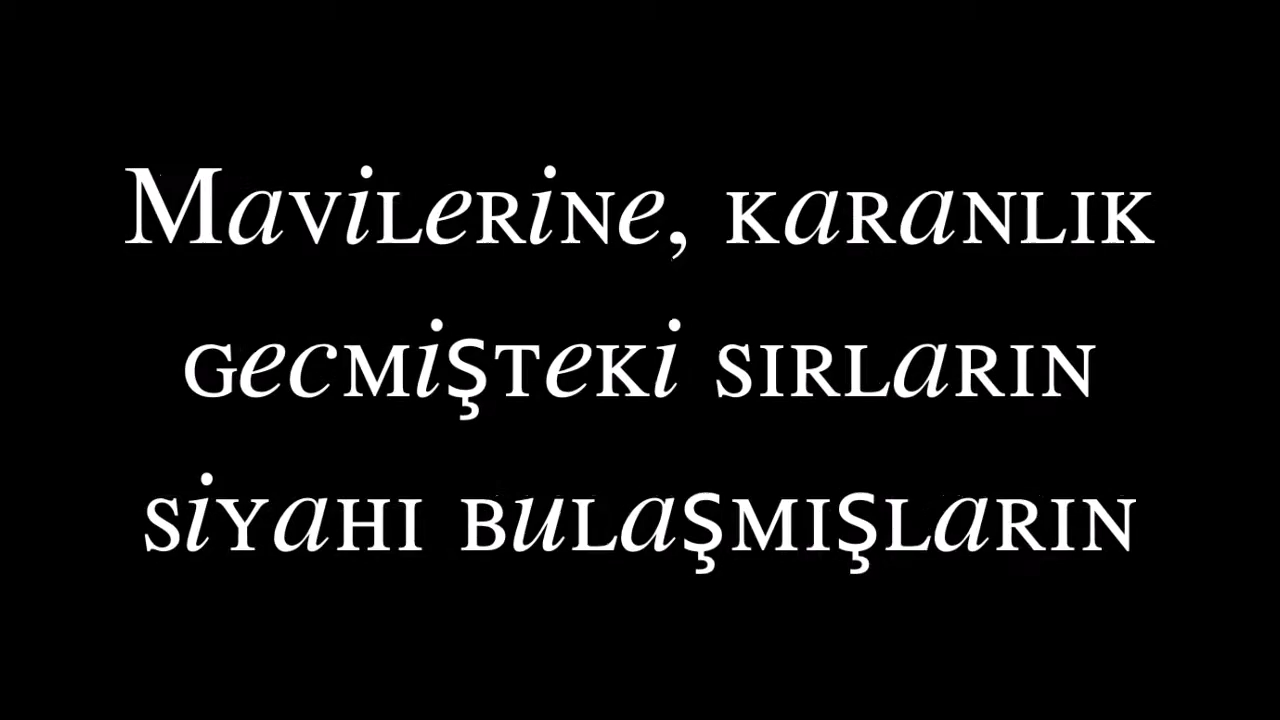 Mavilerine, karanlık
gecmişteki sırların
siyahı bulaşmışların